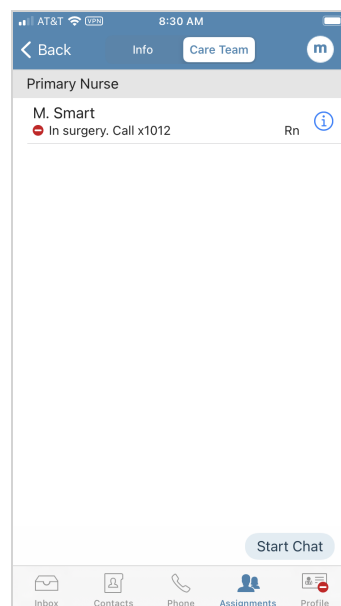 AT&T VPN 8:30 AM
Back Info Care Team m
Primary Nurse
M. Smart
In surgery. Call x1012 Rn i
Start Chat
Inbox Contacts Phone Assignments Profile